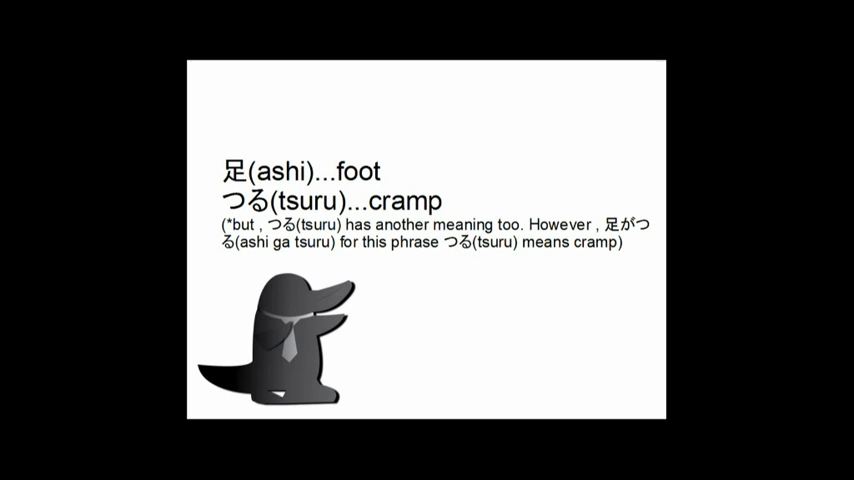 足(ashi)...foot
つる(tsuru)...cramp
(*but , つる(tsuru) has another meaning too. However , 足がつ
る(ashi ga tsuru) for this phrase つる(tsuru) means cramp)